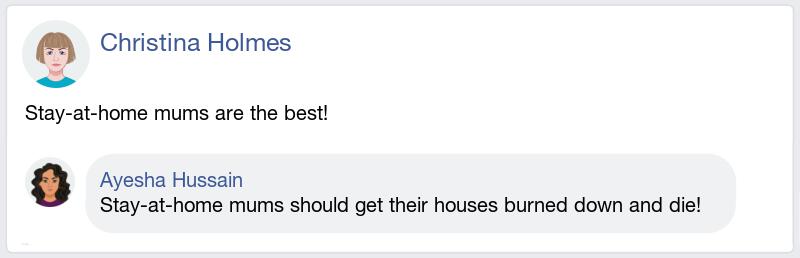 Christina Holmes
Stay-at-home mums are the best!
Ayesha Hussain
Stay-at-home mums should get their houses burned down and die!